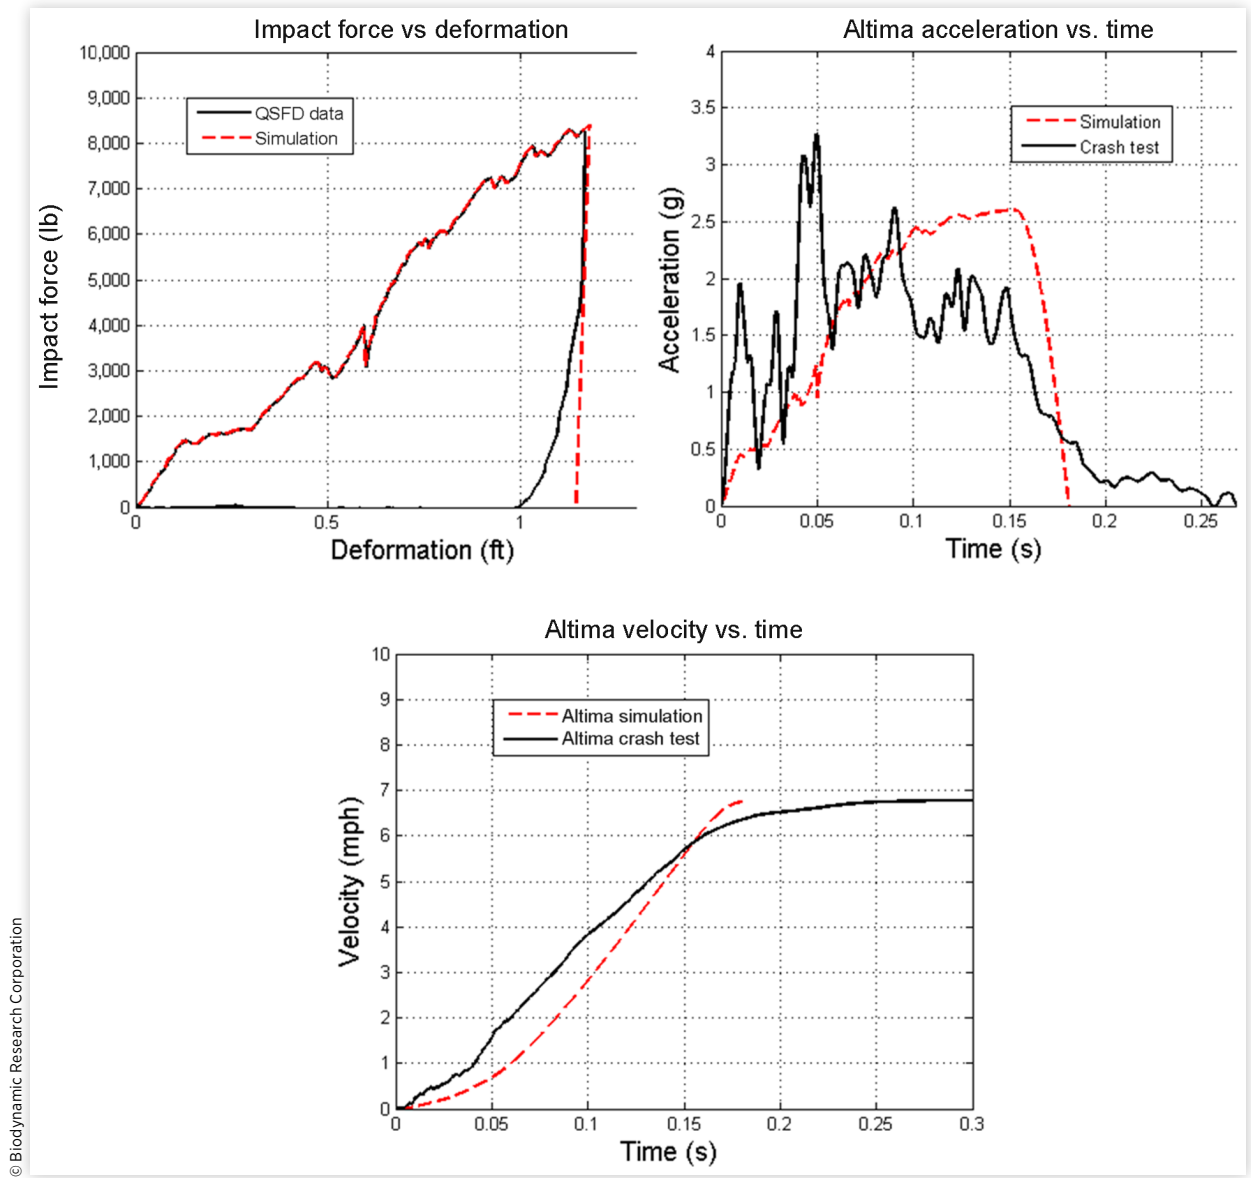 Impact force vs deformation
10,000
9,000
8,000
7,000
6,000
5,000
4,000
3,000
2,000
1,000
0
QSFD data
Simulation
Impact force (lb)
0
0.5
1
Deformation (ft)
Altima acceleration vs. time
4
3.5
3
2.5
2
1.5
1
0.5
0
Simulation
Crash test
Acceleration (g)
0
0.05
0.1
0.15
0.2
0.25
Time (s)
Altima velocity vs. time
10
9
8
7
6
5
4
3
2
1
0
Altima simulation
Altima crash test
Velocity (mph)
0
0.05
0.1
0.15
0.2
0.25
0.3
Time (s)
© Biodynamic Research Corporation